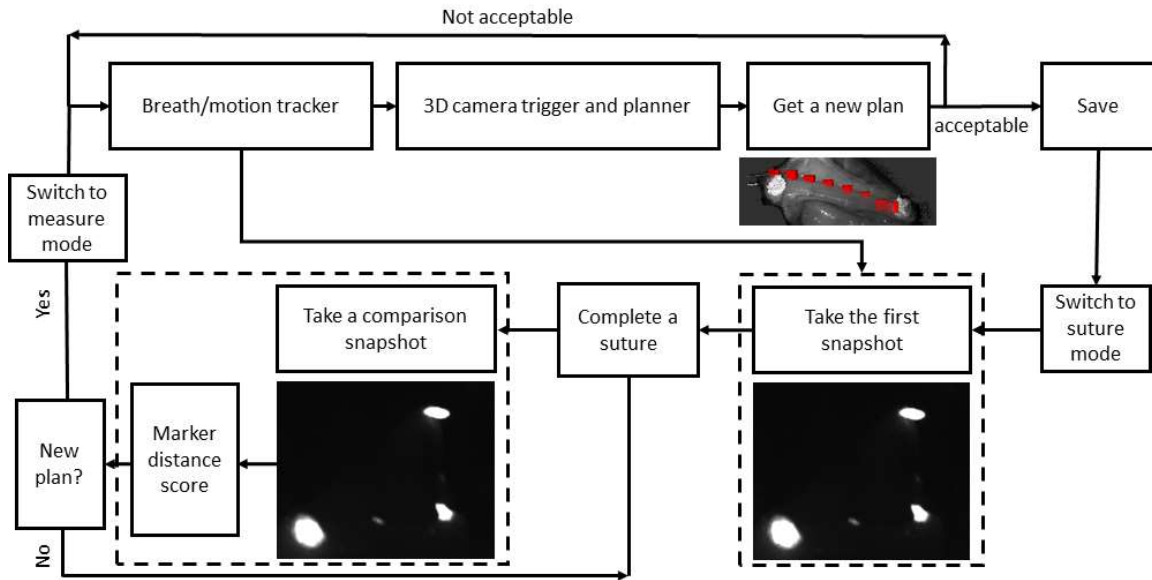 Not acceptable
Breath/motion tracker
3D camera trigger and planner
Get a new plan
acceptable
Save
Switch to
measure
mode
Yes
Take a comparison
snapshot
Complete a
suture
Take the first
snapshot
Switch to
suture
mode
New
plan?
Marker
distance
score
No